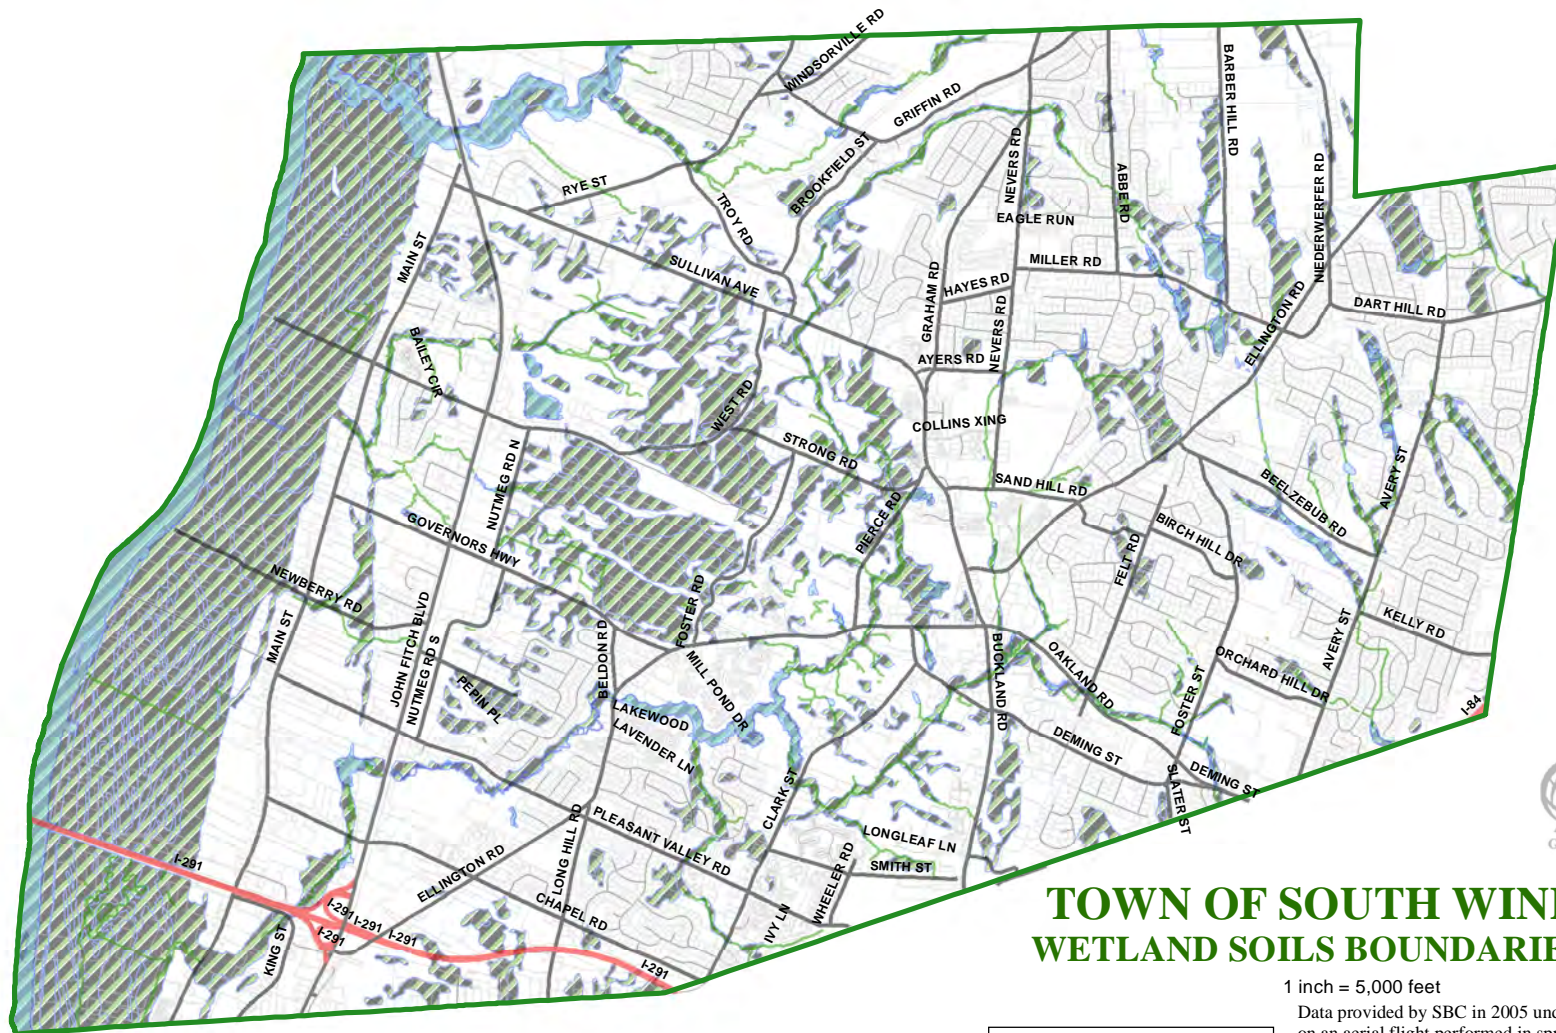 WINDSORVILLE RD
BARBER HILL RD
GRIFFIN RD
BROOKFIELD ST
NEVERS RD
ABBE RD
NIEDERWERFER RD
RYE ST
TROY RD
EAGLE RUN
MAIN ST
SULLIVAN AVE
MILLER RD
GRAHAM RD
HAYES RD
NEVERS RD
DART HILL RD
ELLINGTON RD
BAILEY CIR
AYERS RD
WEST RD
COLLINS XING
STRONG RD
NUTMEG RD N
SAND HILL RD
BEELZEBUB RD
AVERY ST
GOVERNORS HWY
PIERCE RD
BIRCH HILL DR
FELT RD
NEWBERRY RD
FOSTER RD
KELLY RD
MAIN ST
JOHN FITCH BLVD
NUTMEG RD S
BELDON RD
MILL POND DR
BUCKLAND RD
OAKLAND RD
AVERY ST
ORCHARD HILL DR
FOSTER ST
PEPIN PL
LAKEWOOD
LAVENDER LN
I-84
DEMING ST
DEMING ST
SLATER ST
CLARK ST
PLEASANT VALLEY RD
LONGLEAF LN
SMITH ST
WHEELER RD
I-291
ELLINGTON RD
LONG HILL RD
CHAPEL RD
IVY LN
I-291
I-291
I-291
I-291
KING ST
I-291
TOWN OF SOUTH WIN
WETLAND SOILS BOUNDARIE
1 inch = 5,000 feet
Data provided by SBC in 2005 un
on an aerial flight performed in